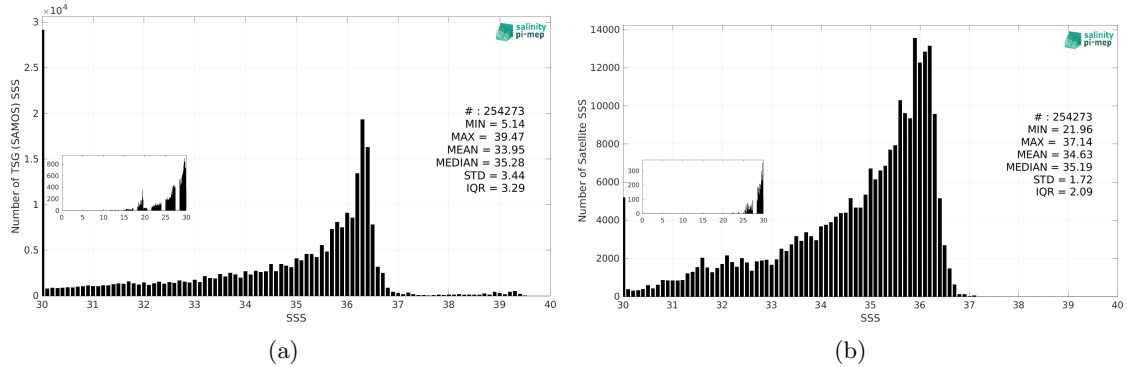 3 ×10⁴
2.5
2
1.5
1
0.5
0
30 31 32 33 34 35 36 37 38 39 40
SSS
Number of TSG (SAMOS) SSS
salinity
pi-mep
# : 254273
MIN = 5.14
MAX = 39.47
MEAN = 33.95
MEDIAN = 35.28
STD = 3.44
IQR = 3.29
800
600
400
200
0
0 5 10 15 20 25 30
(a)
14000
12000
10000
8000
6000
4000
2000
0
30 31 32 33 34 35 36 37 38 39 40
SSS
Number of Satellite SSS
salinity
pi-mep
# : 254273
MIN = 21.96
MAX = 37.14
MEAN = 34.63
MEDIAN = 35.19
STD = 1.72
IQR = 2.09
300
200
100
0
0 5 10 15 20 25 30
(b)